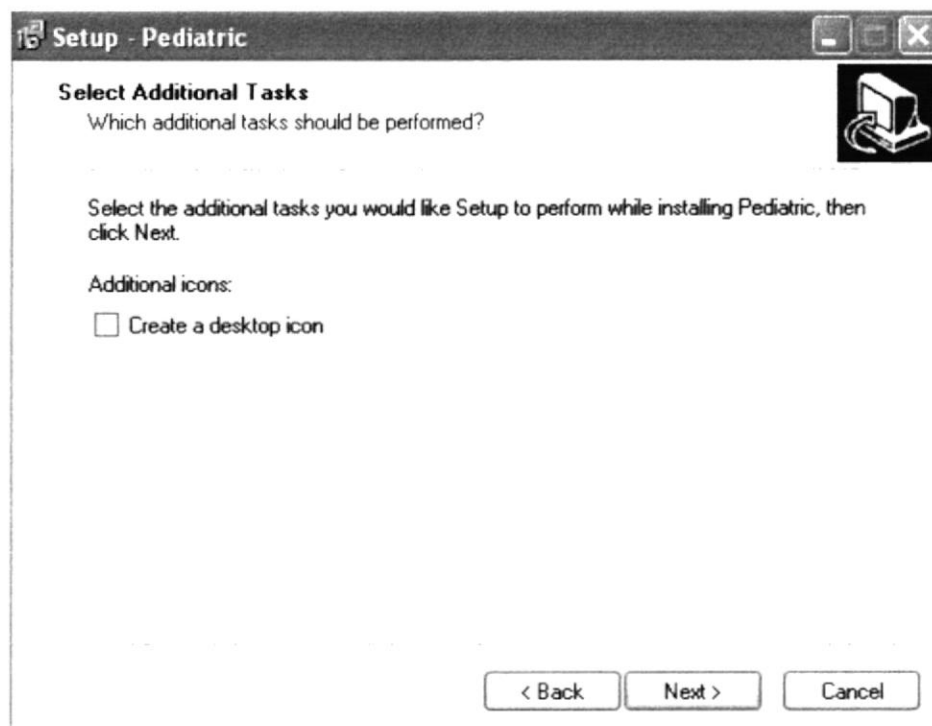 Setup - Pediatric
Select Additional Tasks
Which additional tasks should be performed?
Select the additional tasks you would like Setup to perform while installing Pediatric, then
click Next.
Additional icons:
Create a desktop icon
< Back
Next >
Cancel